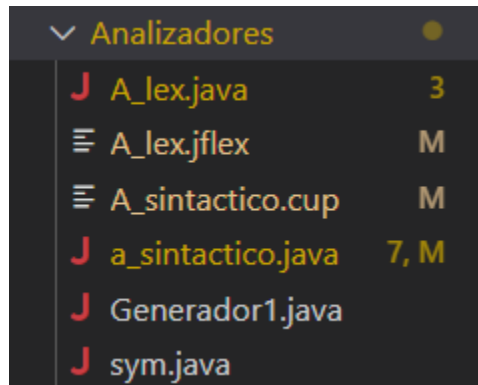 Analizadores
J A_lex.java 3
A_lex.jflex M
A_sintactico.cup M
J a_sintactico.java 7, M
J Generador1.java
J sym.java